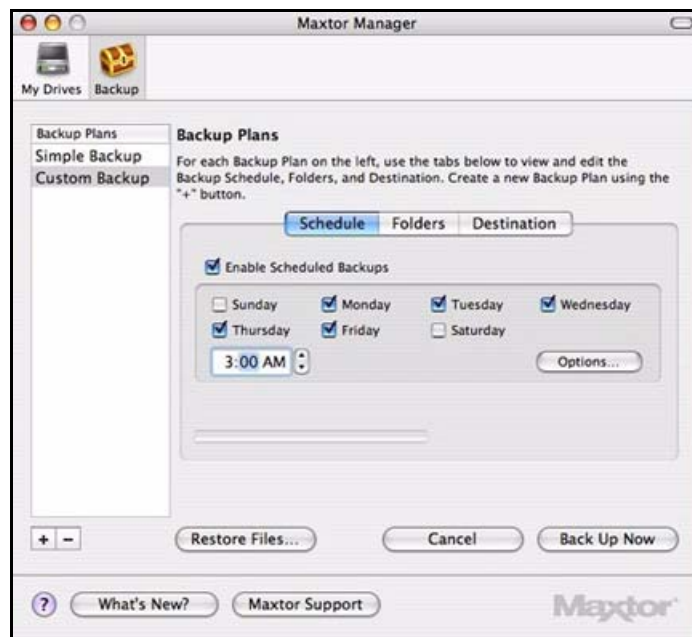 Maxtor Manager
My Drives Backup
Backup Plans
Simple Backup
Custom Backup
Backup Plans
For each Backup Plan on the left, use the tabs below to view and edit the
Backup Schedule, Folders, and Destination. Create a new Backup Plan using the
"+" button.
Schedule Folders Destination
Enable Scheduled Backups
Sunday Monday Tuesday Wednesday
Thursday Friday Saturday
3:00 AM Options...
+ -
Restore Files... Cancel Back Up Now
? What's New? Maxtor Support Maxtor